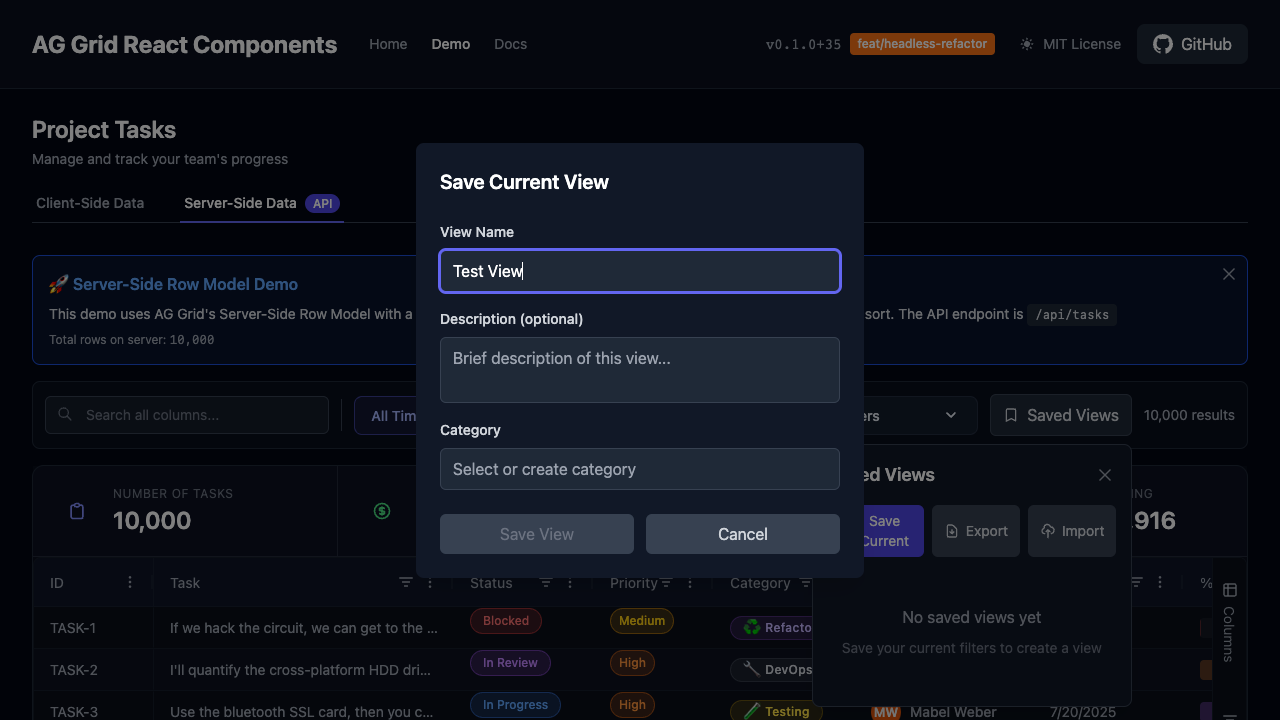 AG Grid React Components
Home
Demo
Docs
v0.1.0+35
feat/headless-refactor
MIT License
GitHub
Project Tasks
Manage and track your team's progress
Client-Side Data
Server-Side Data
API
🚀 Server-Side Row Model Demo
This demo uses AG Grid's Server-Side Row Model with a
sort. The API endpoint is /api/tasks
Total rows on server: 10,000
Save Current View
View Name
Test View
Description (optional)
Brief description of this view...
Category
Select or create category
Save View
Cancel
Search all columns...
All Tim
ers
Saved Views
10,000 results
ed Views
Save
Current
Export
Import
No saved views yet
Save your current filters to create a view
NUMBER OF TASKS
10,000
NG
.916
ID
Task
Status
Priority
Category
%
Columns
TASK-1
If we hack the circuit, we can get to the ...
Blocked
Medium
Refacto
TASK-2
I'll quantify the cross-platform HDD dri...
In Review
High
DevOps
TASK-3
Use the bluetooth SSL card, then you c...
In Progress
High
Testing
MW
Mabel Weber
7/20/2025